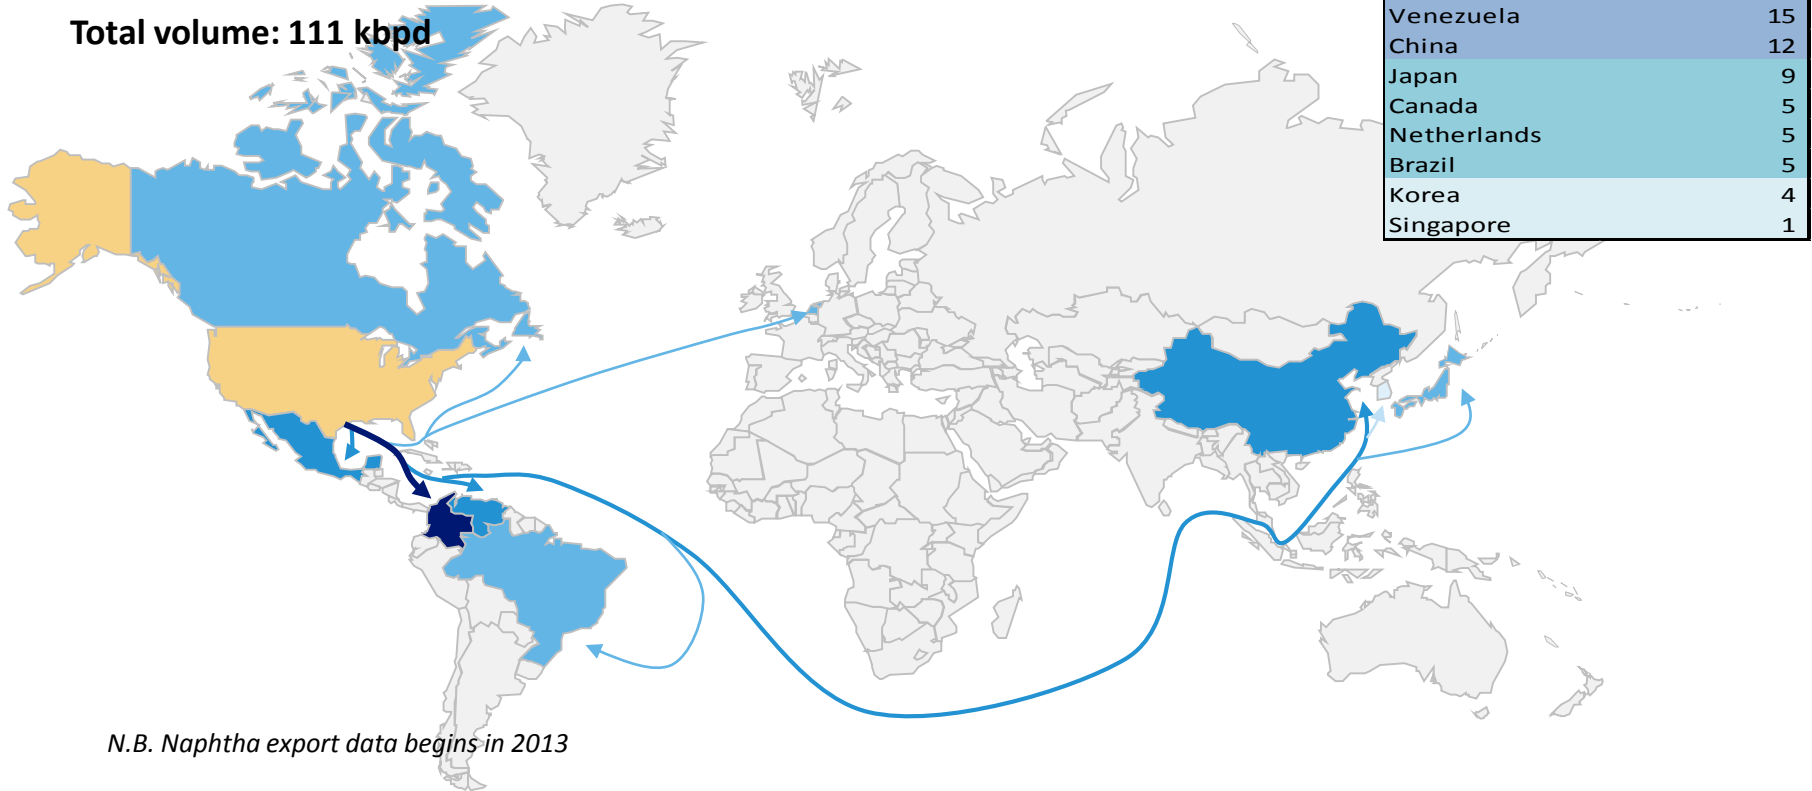 Total volume: 111 kbpd
Venezuela 15
China 12
Japan 9
Canada 5
Netherlands 5
Brazil 5
Korea 4
Singapore 1
N.B. Naphtha export data begins in 2013